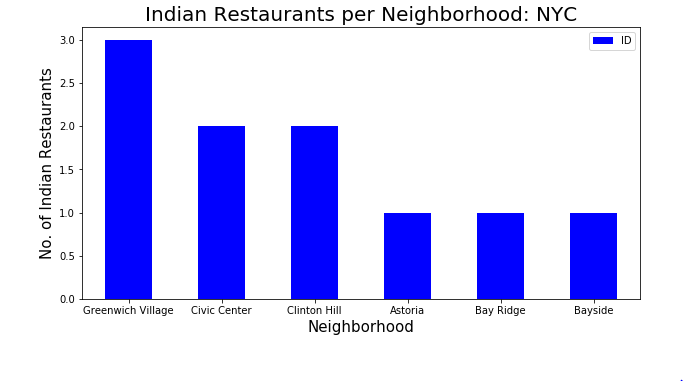 Indian Restaurants per Neighborhood: NYC
ID
No. of Indian Restaurants
3.0
2.5
2.0
1.5
1.0
0.5
0.0
Greenwich Village Civic Center Clinton Hill Astoria Bay Ridge Bayside
Neighborhood